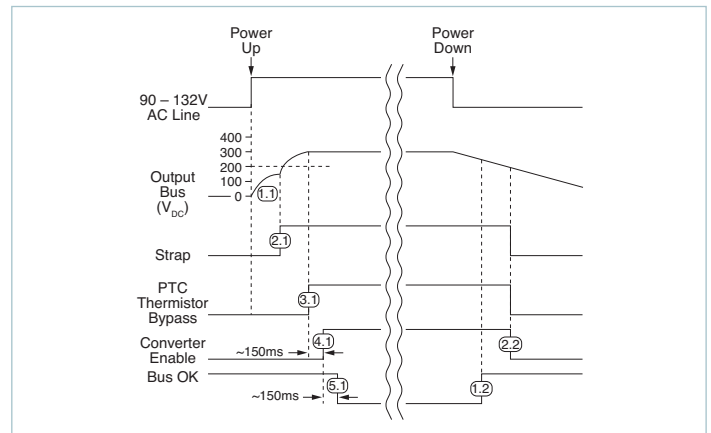 Power
Up
Power
Down
90 – 132V
AC Line
400
300
200
100
0
Output
Bus
(VDC)
1.1
2.1
Strap
PTC
Thermistor
Bypass
3.1
Converter
Enable
4.1
2.2
~150ms
Bus OK
5.1
1.2
~150ms